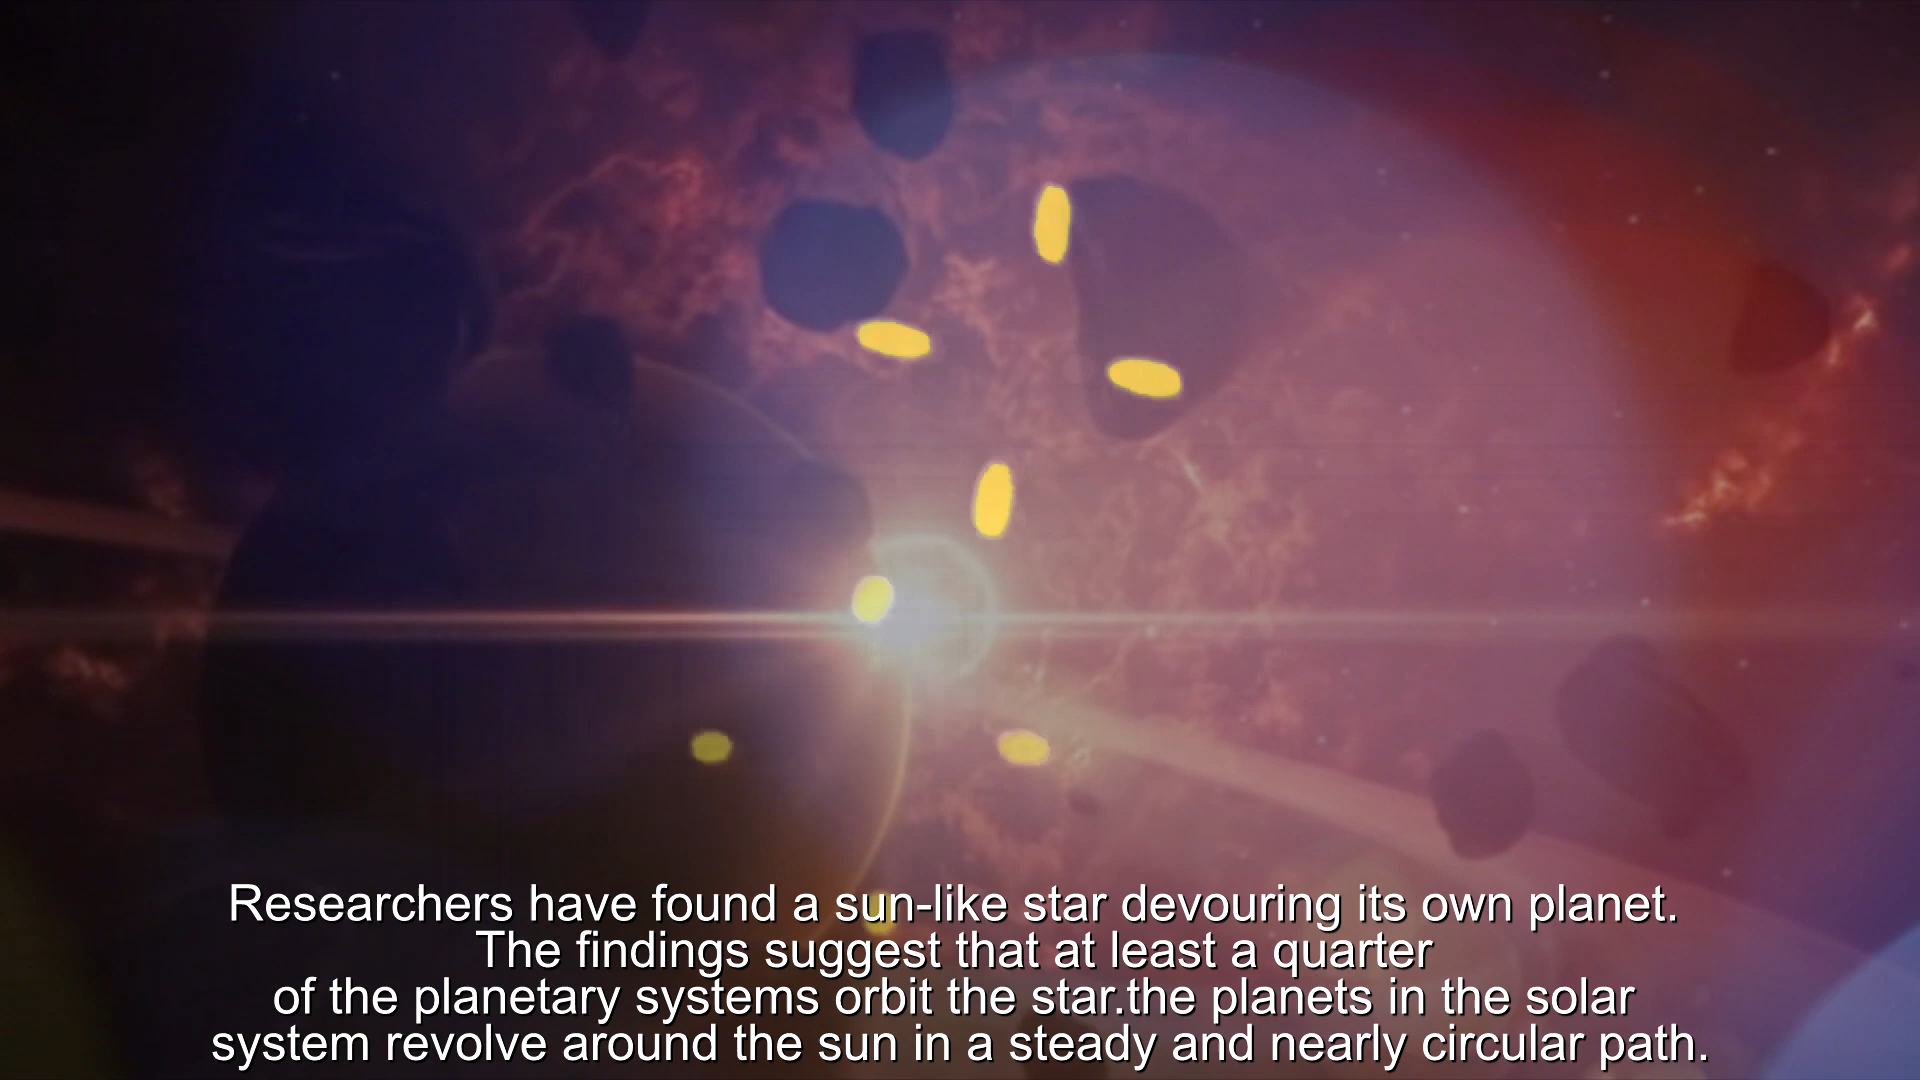 Researchers have found a sun-like star devouring its own planet.
The findings suggest that at least a quarter
of the planetary systems orbit the star.the planets in the solar
system revolve around the sun in a steady and nearly circular path.